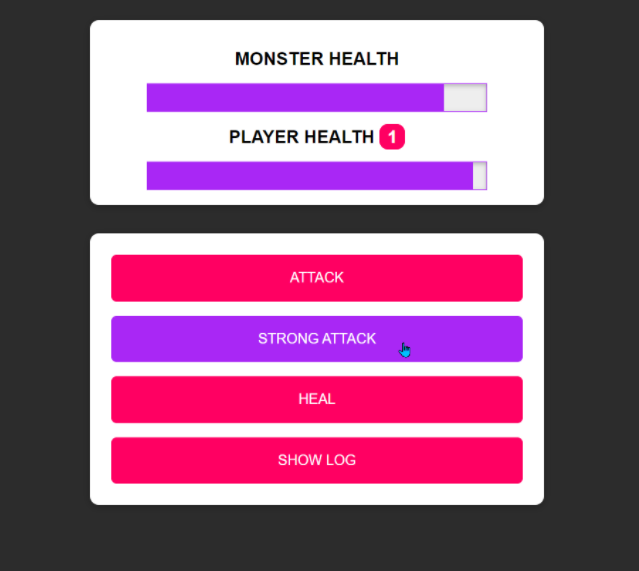 MONSTER HEALTH
PLAYER HEALTH 1
ATTACK
STRONG ATTACK
HEAL
SHOW LOG